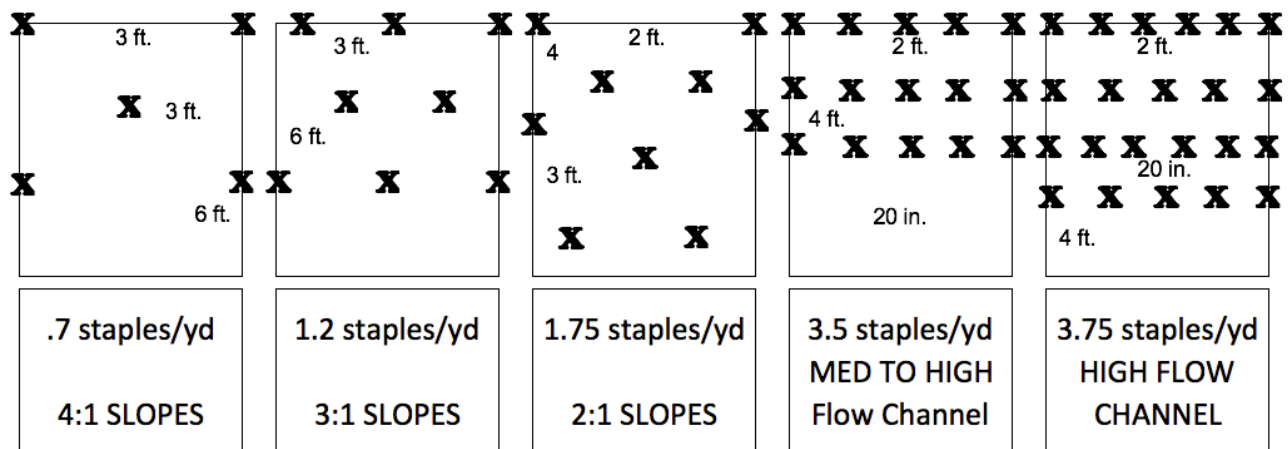 X X X X X X X X X X X X X X X X X X X
3 ft. 3 ft. 2 ft. 2 ft. 2 ft.
4
X X X X X
X X X X X X X X X X X
3 ft. 4 ft.
X X
6 ft.
X X X X X X X X X X X
X
3 ft. 20 in.
X X X X X
X X X X X
6 ft. 20 in.
X X 4 ft.
.7 staples/yd
4:1 SLOPES
1.2 staples/yd
3:1 SLOPES
1.75 staples/yd
2:1 SLOPES
3.5 staples/yd
MED TO HIGH
Flow Channel
3.75 staples/yd
HIGH FLOW
CHANNEL